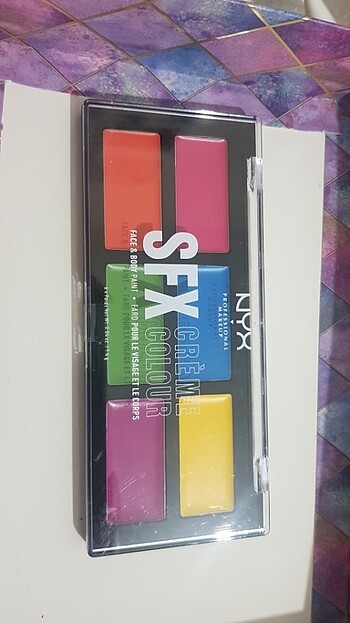 NYX
PROFESSIONAL
MAKEUP
SFX CRÈME
COLOUR
FACE & BODY PAINT • FARD POUR LE VISAGE ET LE CORPS